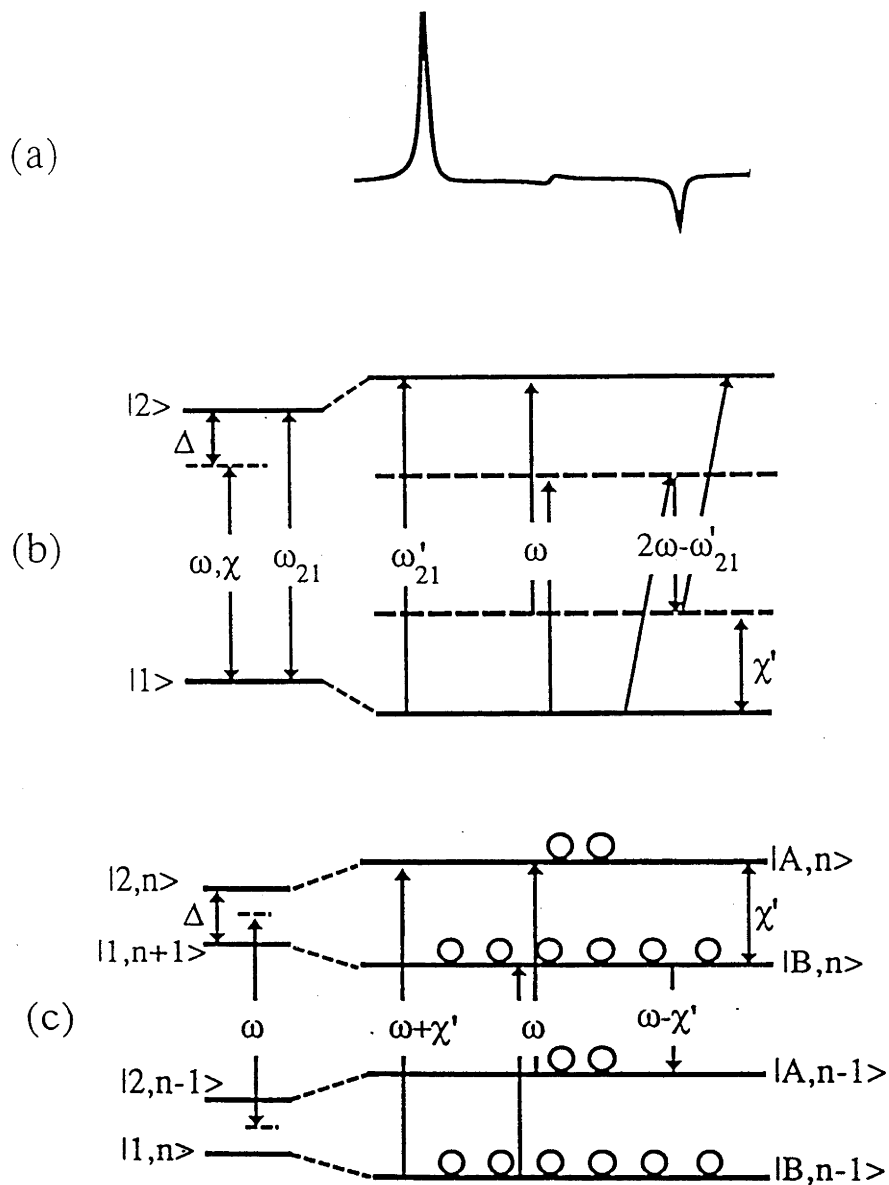 (a)
|2>
Δ
(b)
ω,χ
ω21
ω'21
ω
2ω-ω'21
χ'
|1>
|A,n>
|2,n>
Δ
χ'
|1,n+1>
|B,n>
(c)
ω
ω+χ'
ω
ω-χ'
|2,n-1>
|A,n-1>
|1,n>
|B,n-1>